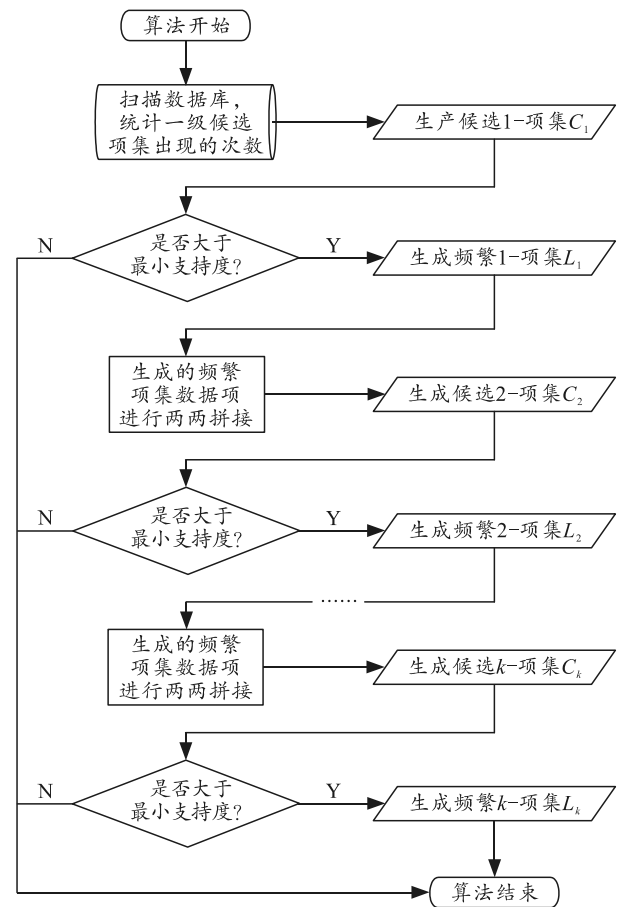 算法开始
扫描数据库，
统计一级候选
项集出现的次数
生产候选1-项集C₁
是否大于
最小支持度?
N
Y
生成频繁1-项集L₁
生成的频繁
项集数据项
进行两两拼接
生成候选2-项集C₂
是否大于
最小支持度?
N
Y
生成频繁2-项集L₂
……
生成的频繁
项集数据项
进行两两拼接
生成候选k-项集Cₖ
是否大于
最小支持度?
N
Y
生成频繁k-项集Lₖ
算法结束